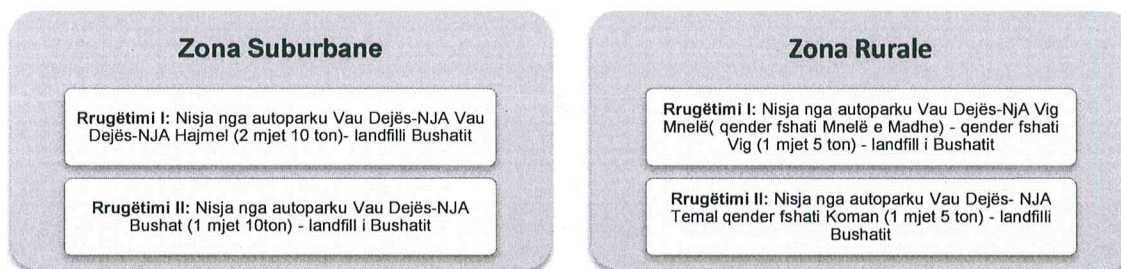 Zona Suburbane
Rrugëtimi I: Nisja nga autoparku Vau Dejës-NJA Vau
Dejës-NJA Hajmel (2 mjet 10 ton)- landfilli Bushatit
Rrugëtimi II: Nisja nga autoparku Vau Dejës-NJA
Bushat (1 mjet 10ton) - landfill i Bushatit
Zona Rurale
Rrugëtimi I: Nisja nga autoparku Vau Dejës-NjA Vig
Mnelë( qender fshati Mnelë e Madhe) - qender fshati
Vig (1 mjet 5 ton) - landfill i Bushatit
Rrugëtimi II: Nisja nga autoparku Vau Dejës- NJA
Temal qender fshati Koman (1 mjet 5 ton) - landfilli
Bushatit